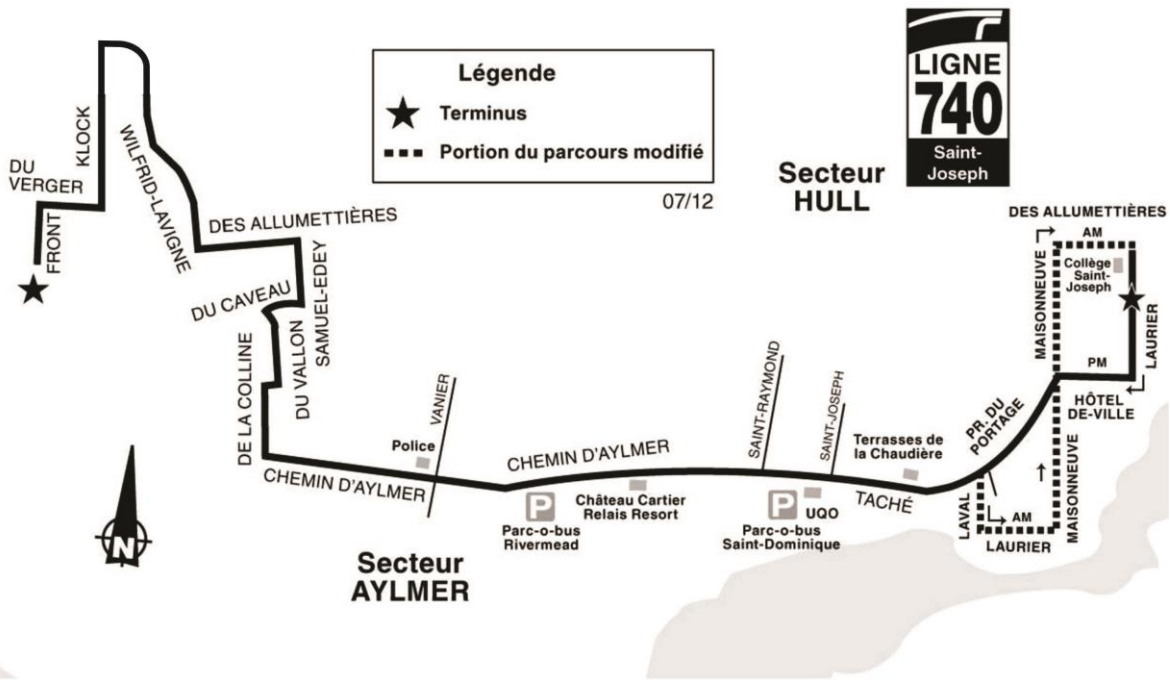 LIGNE
740
Saint-
Joseph
Légende
Terminus
Portion du parcours modifié
07/12
Secteur
HULL
DU
VERGER
FRONT
KLOCK
WILFRID-LAVIGNE
DES ALLUMETTIÈRES
SAMUEL-EDEY
DU CAVEAU
DU VALLON
DE LA COLLINE
CHEMIN D'AYLMER
Police
VANIER
CHEMIN D'AYLMER
P
Parc-o-bus
Rivermead
Château Cartier
Relais Resort
SAINT-RAYMOND
SAINT-JOSEPH
P
Parc-o-bus
Saint-Dominique
UQO
TACHÉ
Terrasses de
la Chaudière
PR. DU
PORTAGE
LAVAL
AM
LAURIER
MAISONNEUVE
MAISONNEUVE
DES ALLUMETTIÈRES
AM
Collège
Saint-
Joseph
LAURIER
PM
HÔTEL
DE-VILLE
Secteur
AYLMER
N